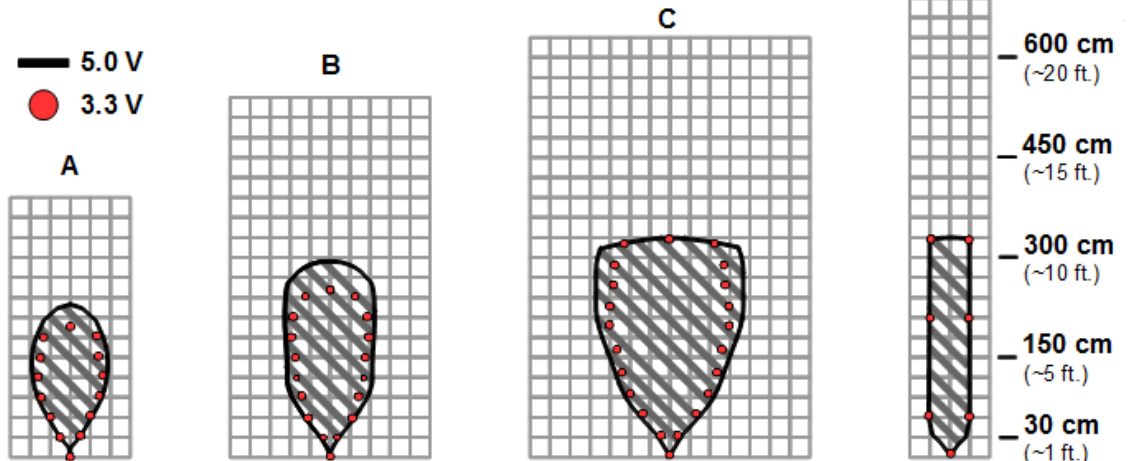 5.0 V
3.3 V
A
B
C
600 cm
(~20 ft.)
450 cm
(~15 ft.)
300 cm
(~10 ft.)
150 cm
(~5 ft.)
30 cm
(~1 ft.)